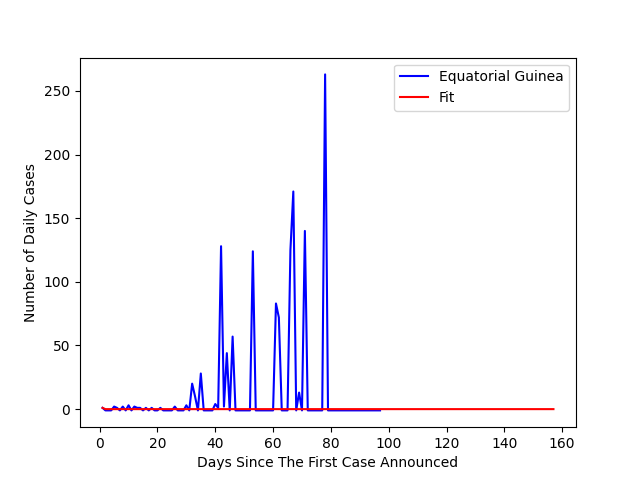 Equatorial Guinea
Fit
250
200
150
100
50
0
Number of Daily Cases
0 20 40 60 80 100 120 140 160
Days Since The First Case Announced